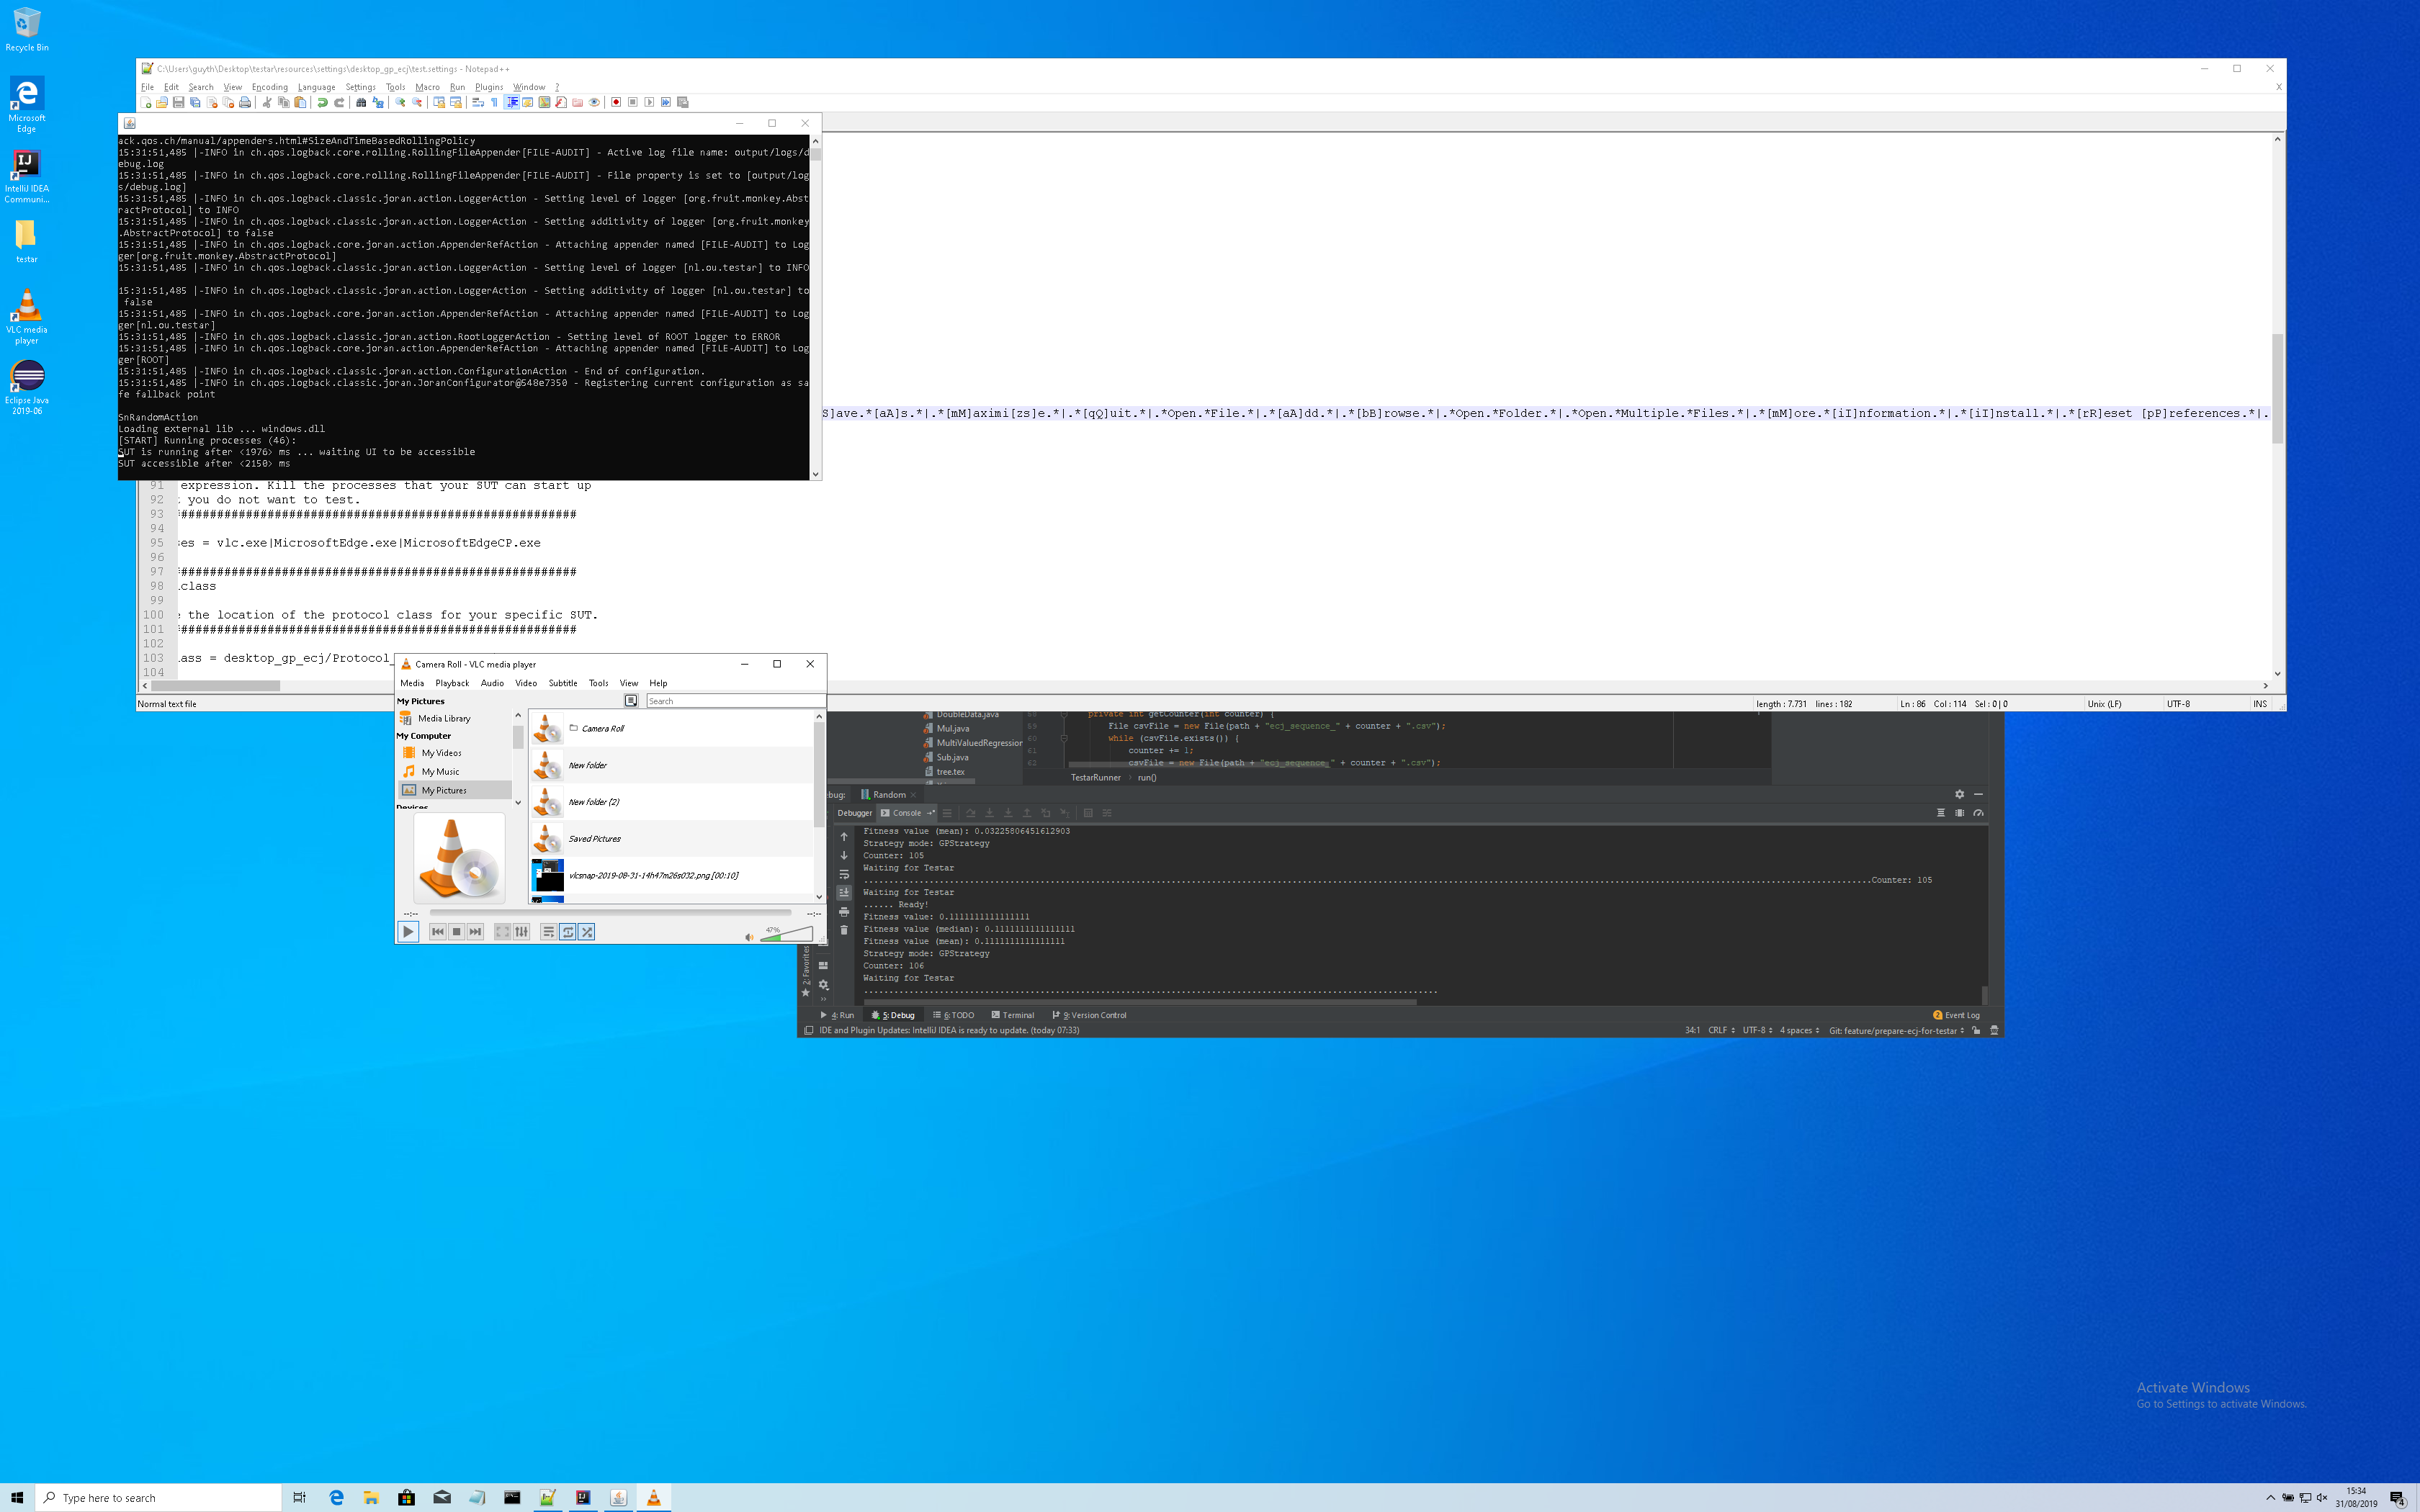 Recycle Bin
Microsoft
Edge
IntelliJ IDEA
Communi...
testar
VLC media
player
Eclipse Java
2019-06
C:\Users\guyth\Desktop\testar\resources\settings\desktop_gp_ecj\test.settings - Notepad++
File Edit Search View Encoding Language Settings Tools Macro Run Plugins Window ?
X
ack.qos.ch/manual/appenders.html#SizeAndTimeBasedRollingPolicy
15:31:51,485 |-INFO in ch.qos.logback.core.rolling.RollingFileAppender[FILE-AUDIT] - Active log file name: output/logs/d
ebug.log
15:31:51,485 |-INFO in ch.qos.logback.core.rolling.RollingFileAppender[FILE-AUDIT] - File property is set to [output/log
s/debug.log]
15:31:51,485 |-INFO in ch.qos.logback.classic.joran.action.LoggerAction - Setting level of logger [org.fruit.monkey.Abst
ractProtocol] to INFO
15:31:51,485 |-INFO in ch.qos.logback.classic.joran.action.LoggerAction - Setting additivity of logger [org.fruit.monkey
.AbstractProtocol] to false
15:31:51,485 |-INFO in ch.qos.logback.core.joran.action.AppenderRefAction - Attaching appender named [FILE-AUDIT] to Log
ger[org.fruit.monkey.AbstractProtocol]
15:31:51,485 |-INFO in ch.qos.logback.classic.joran.action.LoggerAction - Setting level of logger [nl.ou.testar] to INFO
15:31:51,485 |-INFO in ch.qos.logback.classic.joran.action.LoggerAction - Setting additivity of logger [nl.ou.testar] to
false
15:31:51,485 |-INFO in ch.qos.logback.core.joran.action.AppenderRefAction - Attaching appender named [FILE-AUDIT] to Log
ger[nl.ou.testar]
15:31:51,485 |-INFO in ch.qos.logback.classic.joran.action.RootLoggerAction - Setting level of ROOT logger to ERROR
15:31:51,485 |-INFO in ch.qos.logback.core.joran.action.AppenderRefAction - Attaching appender named [FILE-AUDIT] to Log
ger[ROOT]
15:31:51,485 |-INFO in ch.qos.logback.classic.joran.action.ConfigurationAction - End of configuration.
15:31:51,485 |-INFO in ch.qos.logback.classic.joran.JoranConfigurator@548e7350 - Registering current configuration as sa
fe fallback point
SnRandomAction
Loading external lib ... windows.dll
[START] Running processes (46):
SUT is running after <1976> ms ... waiting UI to be accessible
SUT accessible after <2150> ms
S]ave.*[aA]s.*|.*[mM]aximi[zs]e.*|.*[qQ]uit.*|.*Open.*File.*|.*[aA]dd.*|.*[bB]rowse.*|.*Open.*Folder.*|.*Open.*Multiple.*Files.*|.*[mM]ore.*[iI]nformation.*|.*[iI]nstall.*|.*[rR]eset [pP]references.*|.
91 expression. Kill the processes that your SUT can start up
92 you do not want to test.
93 #######################################################
94
95 ses = vlc.exe|MicrosoftEdge.exe|MicrosoftEdgeCP.exe
96
97 #######################################################
98 class
99
100 the location of the protocol class for your specific SUT.
101 #######################################################
102
103 lass = desktop_gp_ecj/Protocol_
104
Normal text file
length : 7.731 lines : 182 Ln : 86 Col : 114 Sel : 0 | 0 Unix (LF) UTF-8 INS
Camera Roll - VLC media player
Media Playback Audio Video Subtitle Tools View Help
My Pictures
Search
Media Library
My Computer
My Videos
My Music
My Pictures
Devices
Camera Roll
New folder
New folder (2)
Saved Pictures
vlcsnap-2019-08-31-14h47m26s032.png [00:10]
--:-- --:--
47%
DoubleData.java
Mul.java
MultiValuedRegression
Sub.java
tree.tex
58 private int getCounter(int counter) {
59 File csvFile = new File(path + "ecj_sequence_" + counter + ".csv");
60 while (csvFile.exists()) {
61 counter += 1;
62 csvFile = new File(path + "ecj_sequence_" + counter + ".csv");
TestarRunner run()
bug: Random
Debugger Console
Fitness value (mean): 0.03225806451612903
Strategy mode: GPStrategy
Counter: 105
Waiting for Testar
Counter: 105
Waiting for Testar
...... Ready!
Fitness value: 0.1111111111111111
Fitness value (median): 0.1111111111111111
Fitness value (mean): 0.1111111111111111
Strategy mode: GPStrategy
Counter: 106
Waiting for Testar
2: Favorites
4: Run 5: Debug 6: TODO Terminal 9: Version Control
2 Event Log
IDE and Plugin Updates: IntelliJ IDEA is ready to update. (today 07:33)
34:1 CRLF UTF-8 4 spaces Git: feature/prepare-ecj-for-testar
Activate Windows
Go to Settings to activate Windows.
Type here to search
15:34
31/08/2019
4